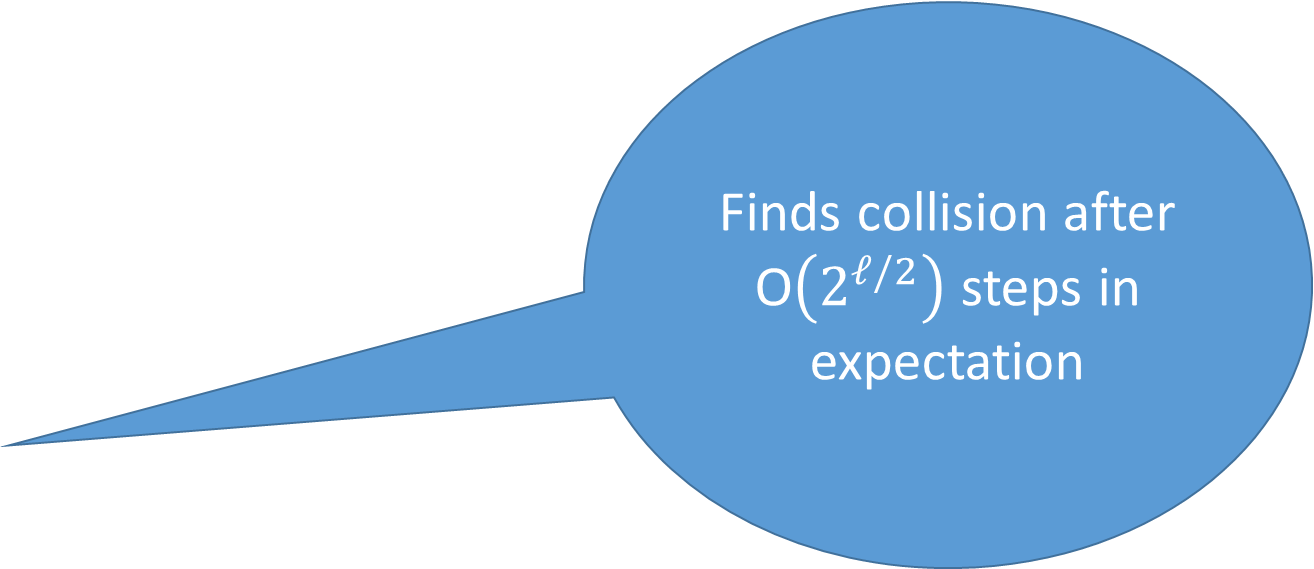 Finds collision after
O(2^{ℓ/2}) steps in
expectation